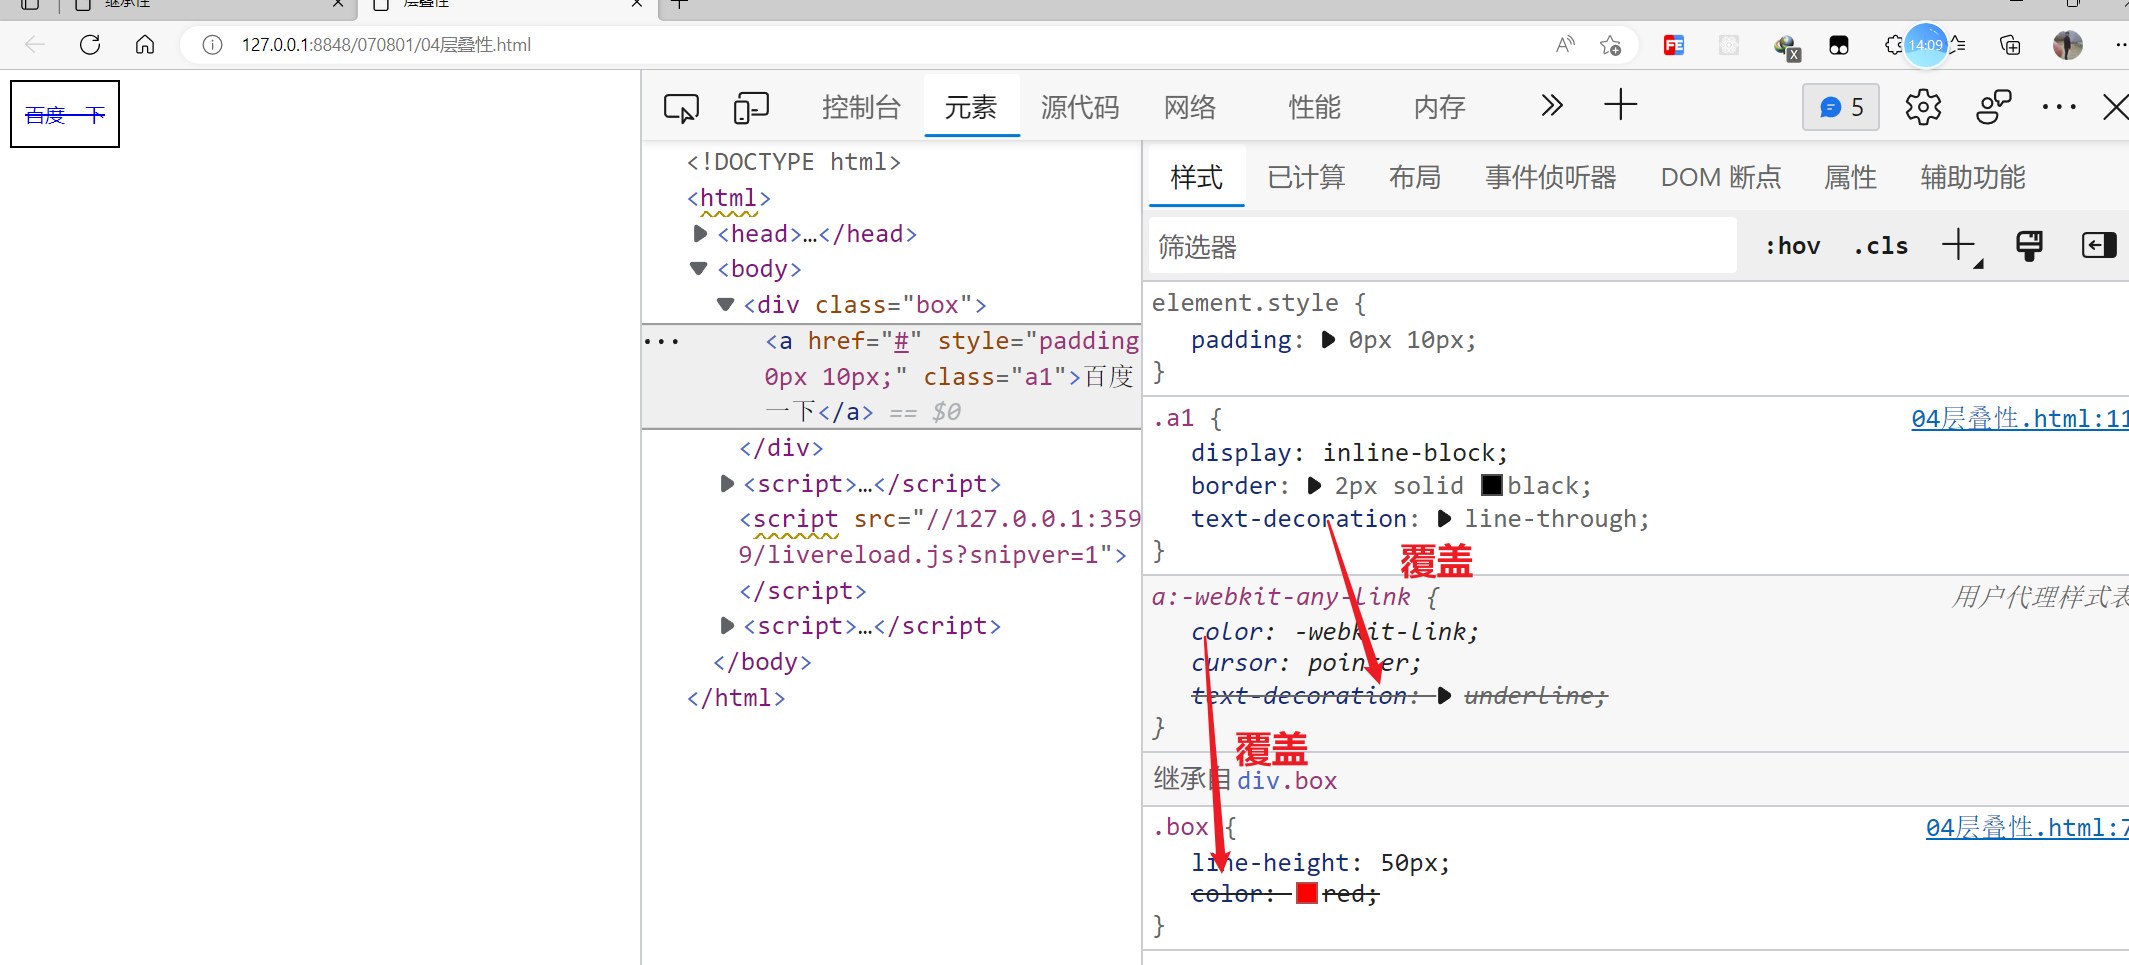 继承性
层叠性
127.0.0.1:8848/070801/04层叠性.html
14:09
百度一下
控制台 元素 源代码 网络 性能 内存 5
<!DOCTYPE html>
<html>
<head>…</head>
<body>
<div class="box">
<a href="#" style="padding
0px 10px;" class="a1">百度
一下</a> == $0
</div>
<script>…</script>
<script src="//127.0.0.1:359
9/livereload.js?snipver=1">
</script>
<script>…</script>
</body>
</html>
样式 已计算 布局 事件侦听器 DOM 断点 属性 辅助功能
筛选器 :hov .cls
element.style {
padding: 0px 10px;
}
.a1 { 04层叠性.html:11
display: inline-block;
border: 2px solid black;
text-decoration: line-through;
}
覆盖
a:-webkit-any-link { 用户代理样式表
color: -webkit-link;
cursor: pointer;
text-decoration: underline;
}
覆盖
继承自 div.box
.box { 04层叠性.html:7
line-height: 50px;
color: red;
}